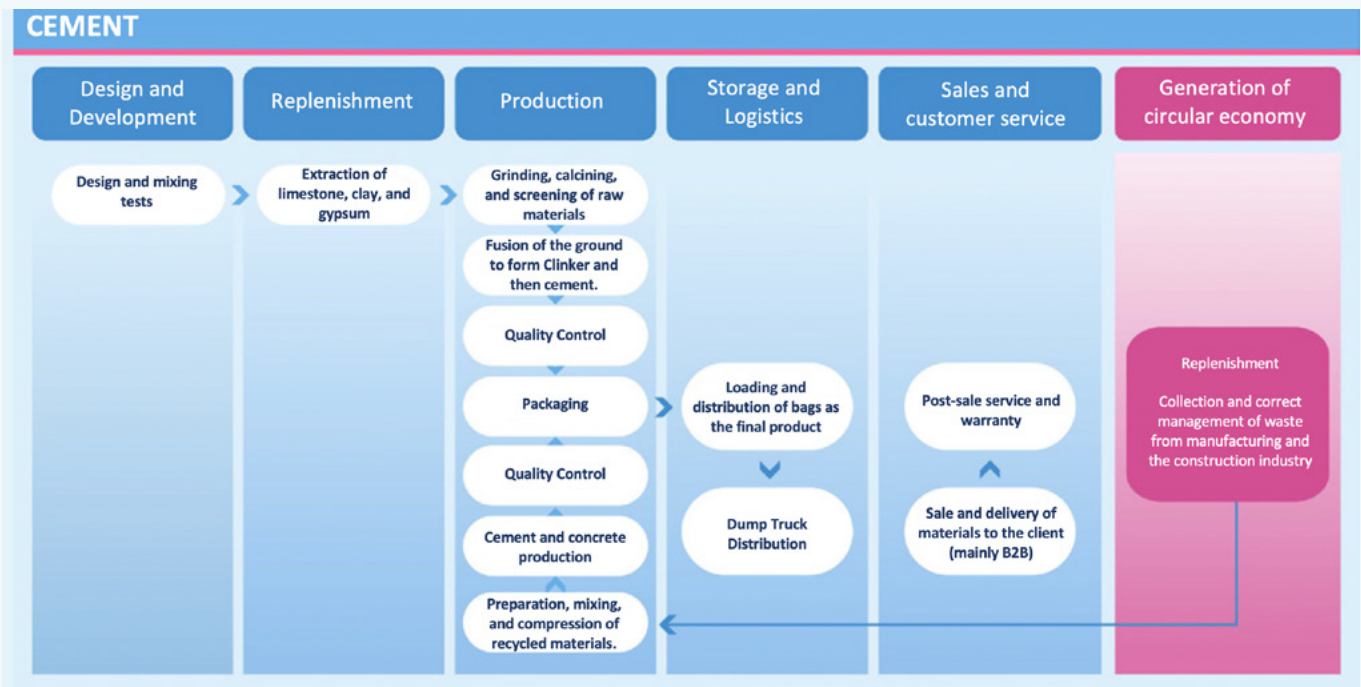 CEMENT
Design and
Development
Replenishment
Production
Storage and
Logistics
Sales and
customer service
Generation of
circular economy
Design and mixing
tests
Extraction of
limestone, clay, and
gypsum
Grinding, calcining,
and screening of raw
materials
Fusion of the ground
to form Clinker and
then cement.
Quality Control
Packaging
Quality Control
Cement and concrete
production
Preparation, mixing,
and compression of
recycled materials.
Loading and
distribution of bags as
the final product
Dump Truck
Distribution
Post-sale service and
warranty
Sale and delivery of
materials to the client
(mainly B2B)
Replenishment
Collection and correct
management of waste
from manufacturing and
the construction industry